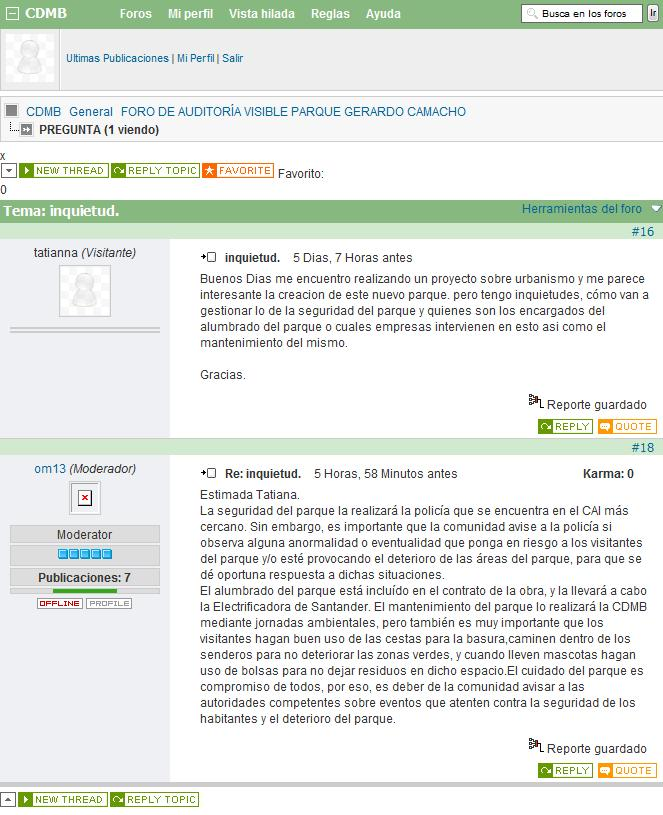 CDMB Foros Mi perfil Vista hilada Reglas Ayuda Busca en los foros Ir
Ultimas Publicaciones | Mi Perfil | Salir
CDMB General FORO DE AUDITORÍA VISIBLE PARQUE GERARDO CAMACHO
PREGUNTA (1 viendo)
x
NEW THREAD REPLY TOPIC FAVORITE Favorito:
0
Tema: inquietud. Herramientas del foro
#16
tatianna (Visitante)
inquietud. 5 Dias, 7 Horas antes
Buenos Dias me encuentro realizando un proyecto sobre urbanismo y me parece
interesante la creacion de este nuevo parque. pero tengo inquietudes, cómo van a
gestionar lo de la seguridad del parque y quienes son los encargados del
alumbrado del parque o cuales empresas intervienen en esto asi como el
mantenimiento del mismo.
Gracias.
Reporte guardado
REPLY QUOTE
#18
om13 (Moderador)
Moderator
Publicaciones: 7
OFFLINE PROFILE
Re: inquietud. 5 Horas, 58 Minutos antes Karma: 0
Estimada Tatiana.
La seguridad del parque la realizará la policía que se encuentra en el CAI más
cercano. Sin embargo, es importante que la comunidad avise a la policía si
observa alguna anormalidad o eventualidad que ponga en riesgo a los visitantes
del parque y/o esté provocando el deterioro de las áreas del parque, para que se
dé oportuna respuesta a dichas situaciones.
El alumbrado del parque está incluído en el contrato de la obra, y la llevará a cabo
la Electrificadora de Santander. El mantenimiento del parque lo realizará la CDMB
mediante jornadas ambientales, pero también es muy importante que los
visitantes hagan buen uso de las cestas para la basura,caminen dentro de los
senderos para no deteriorar las zonas verdes, y cuando lleven mascotas hagan
uso de bolsas para no dejar residuos en dicho espacio.El cuidado del parque es
compromiso de todos, por eso, es deber de la comunidad avisar a las
autoridades competentes sobre eventos que atenten contra la seguridad de los
habitantes y el deterioro del parque.
Reporte guardado
REPLY QUOTE
NEW THREAD REPLY TOPIC